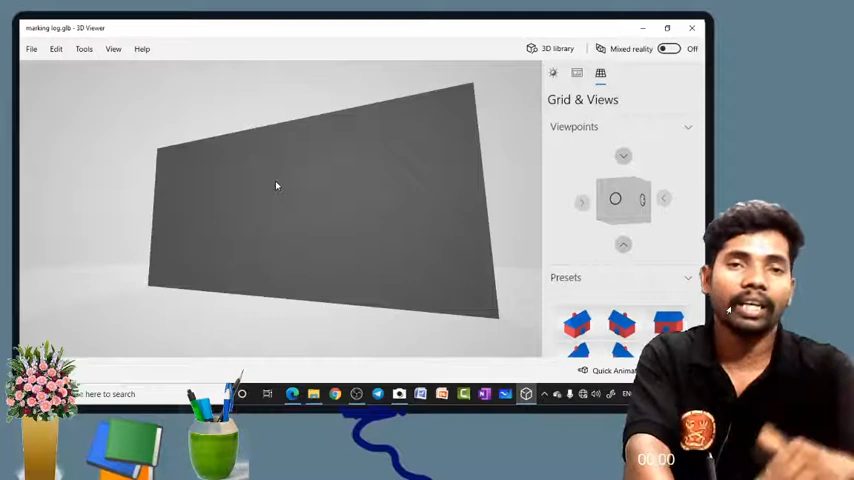 marking log.glb - 3D Viewer
File Edit Tools View Help
3D library
Mixed reality Off
Grid & Views
Viewpoints
Presets
Quick
here to search
00:00